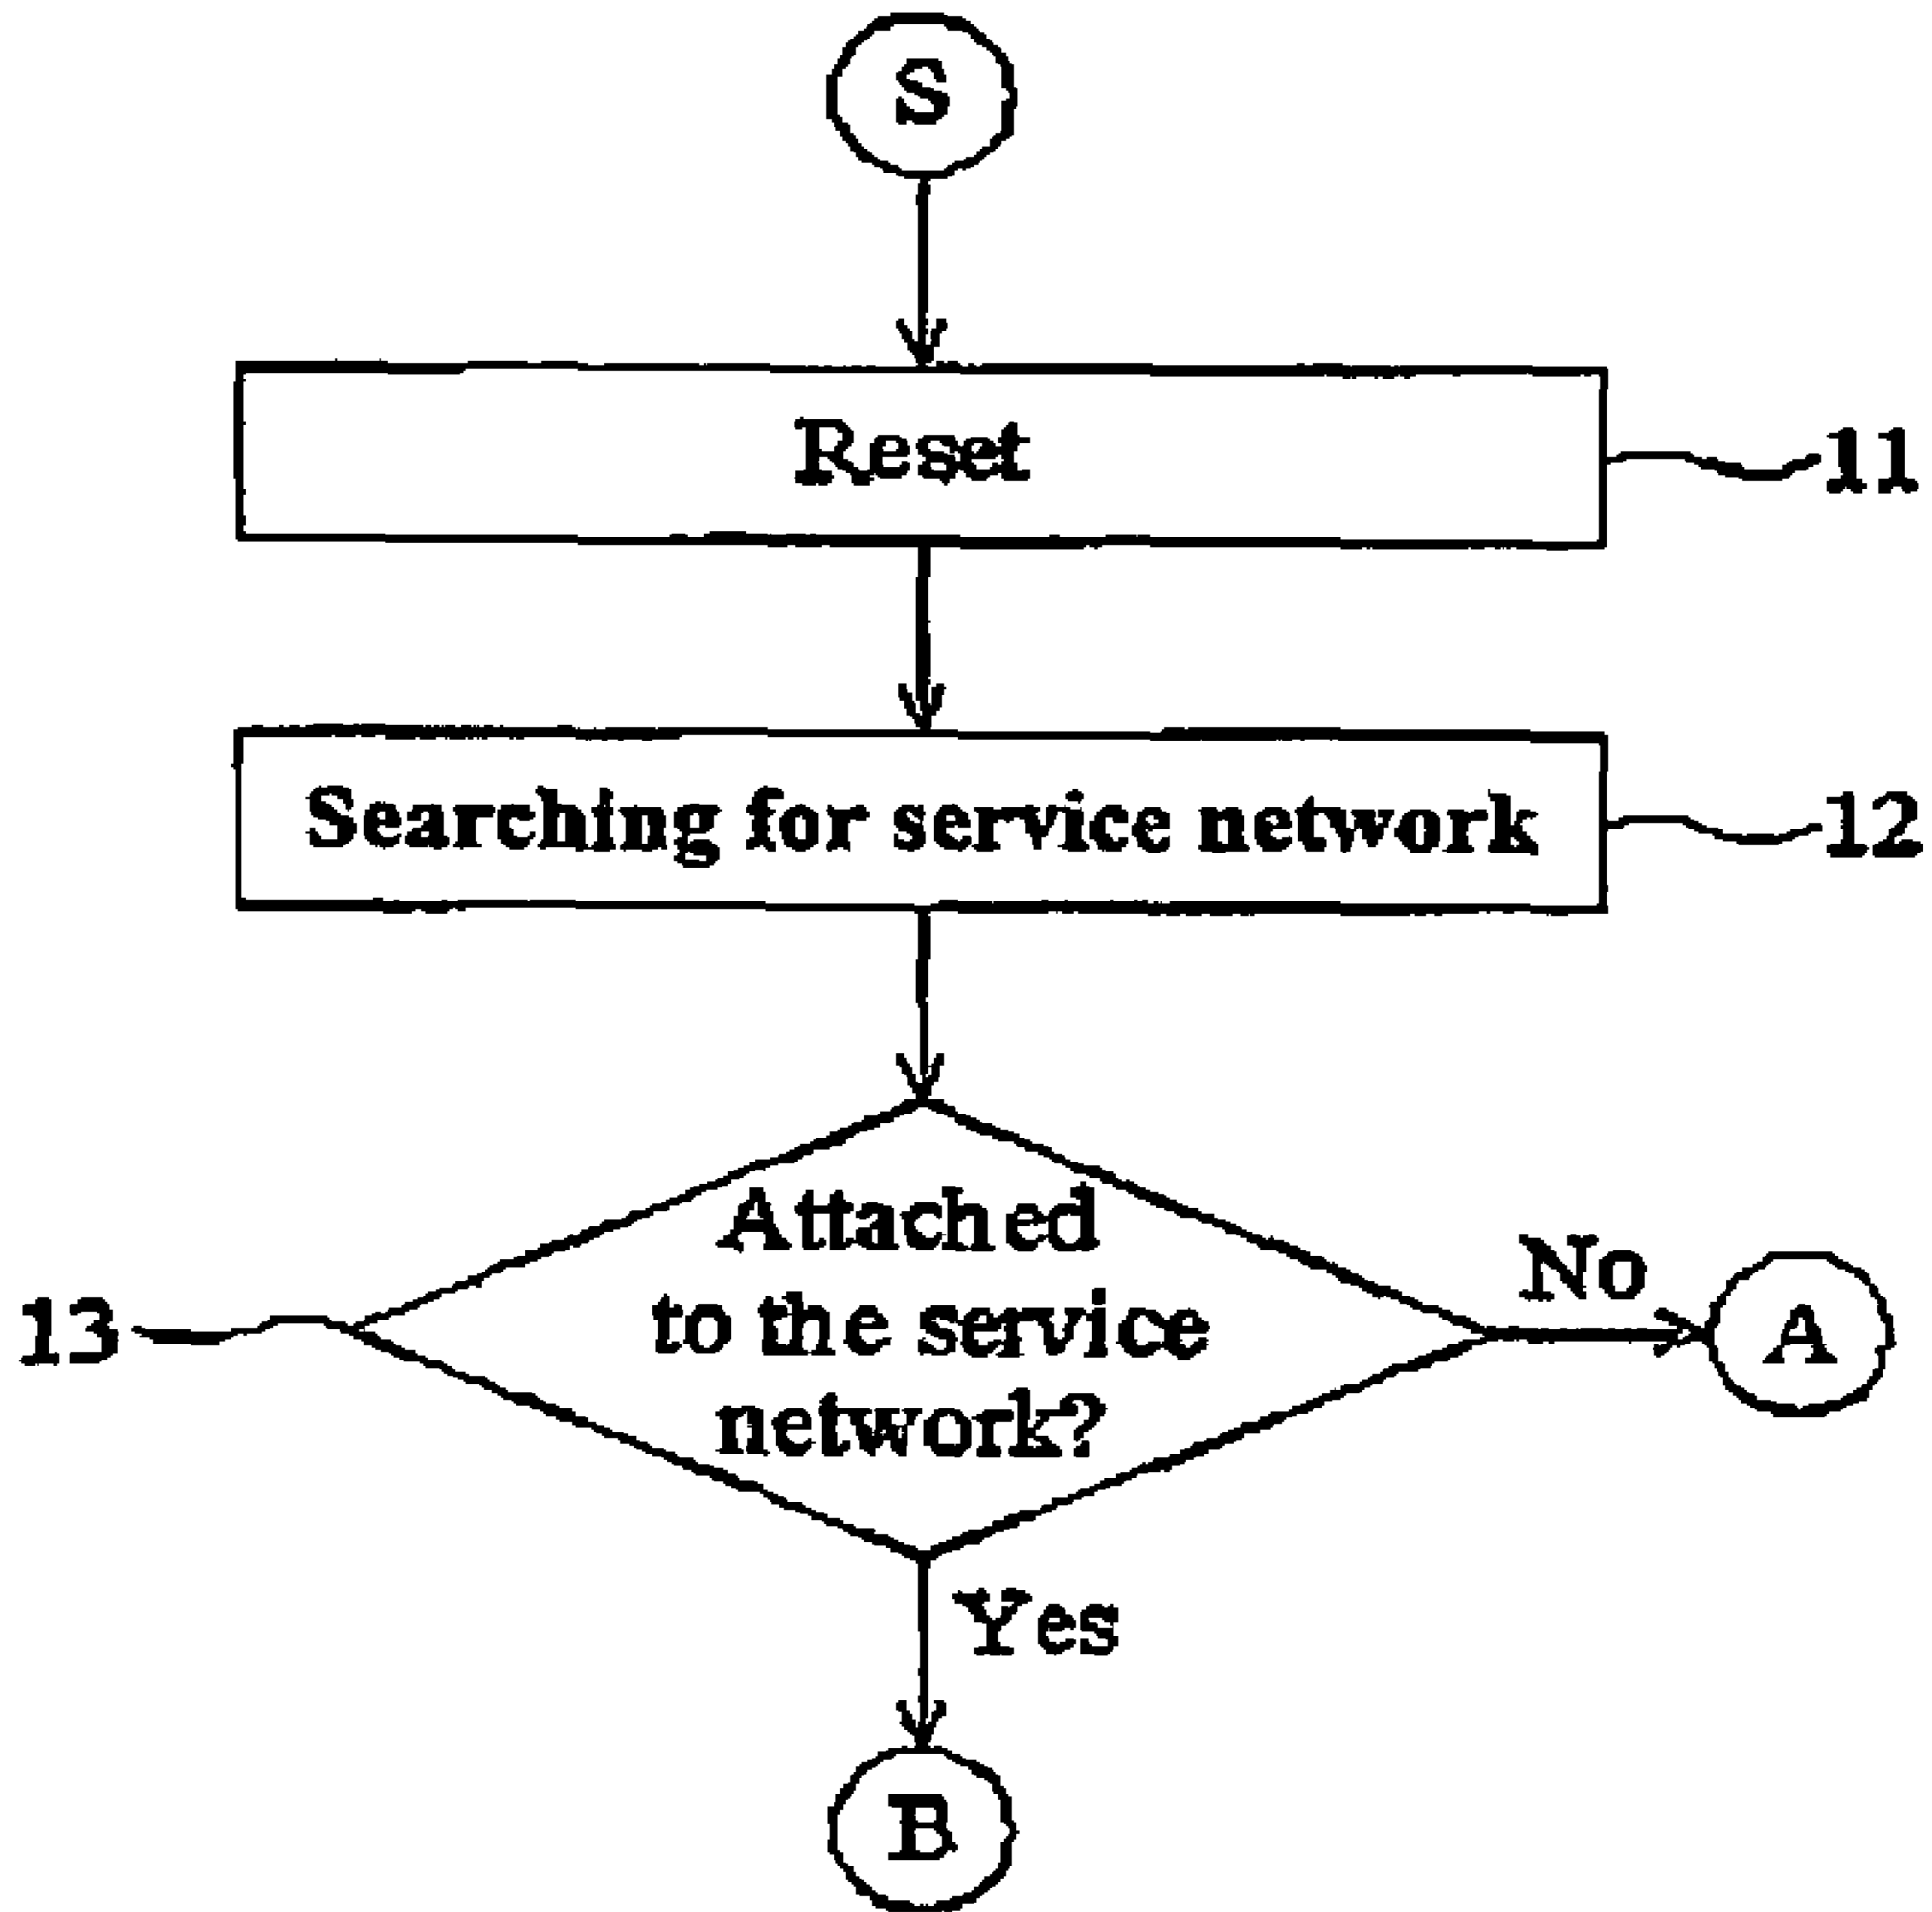 S
Reset
11
Searching for service network
12
Attached
to the service
network?
13
No
A
Yes
B